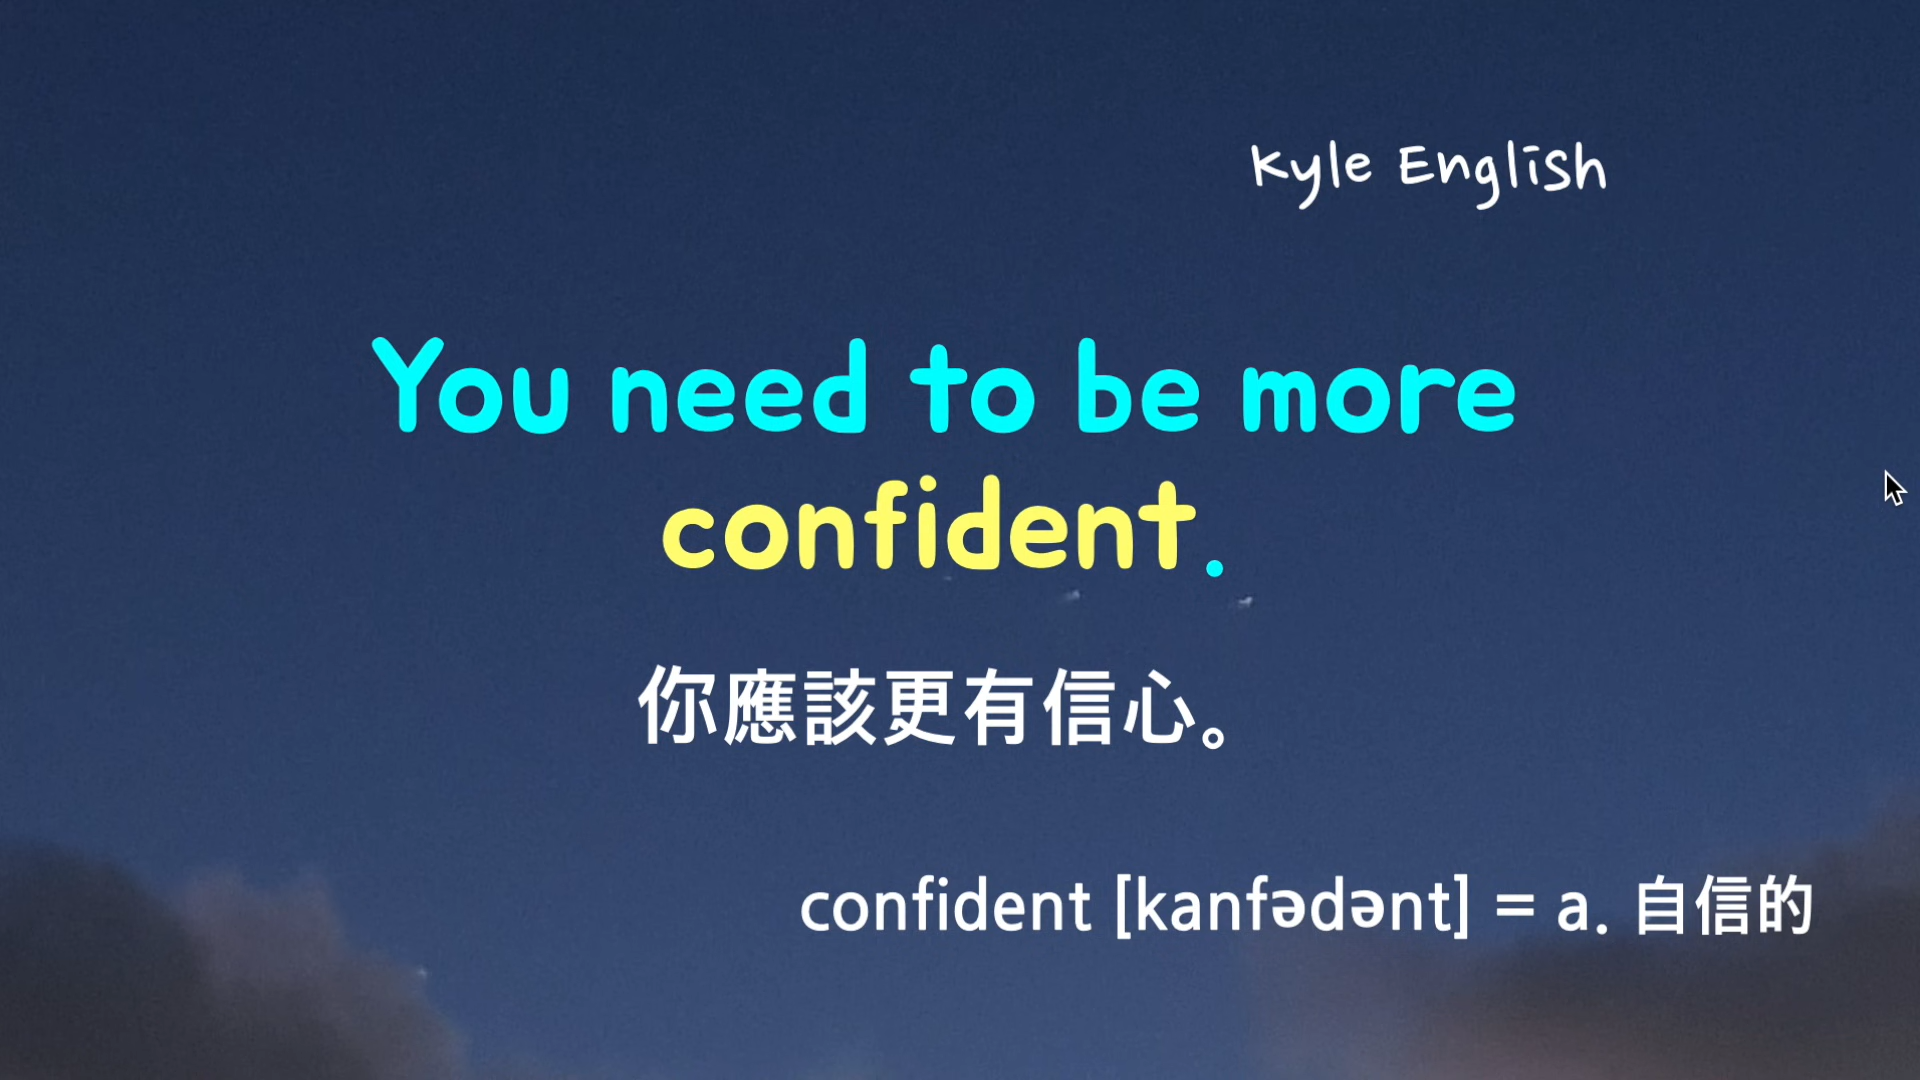 Kyle English
You need to be more
confident.
你應該更有信心。
confident [kanfədənt] = a. 自信的